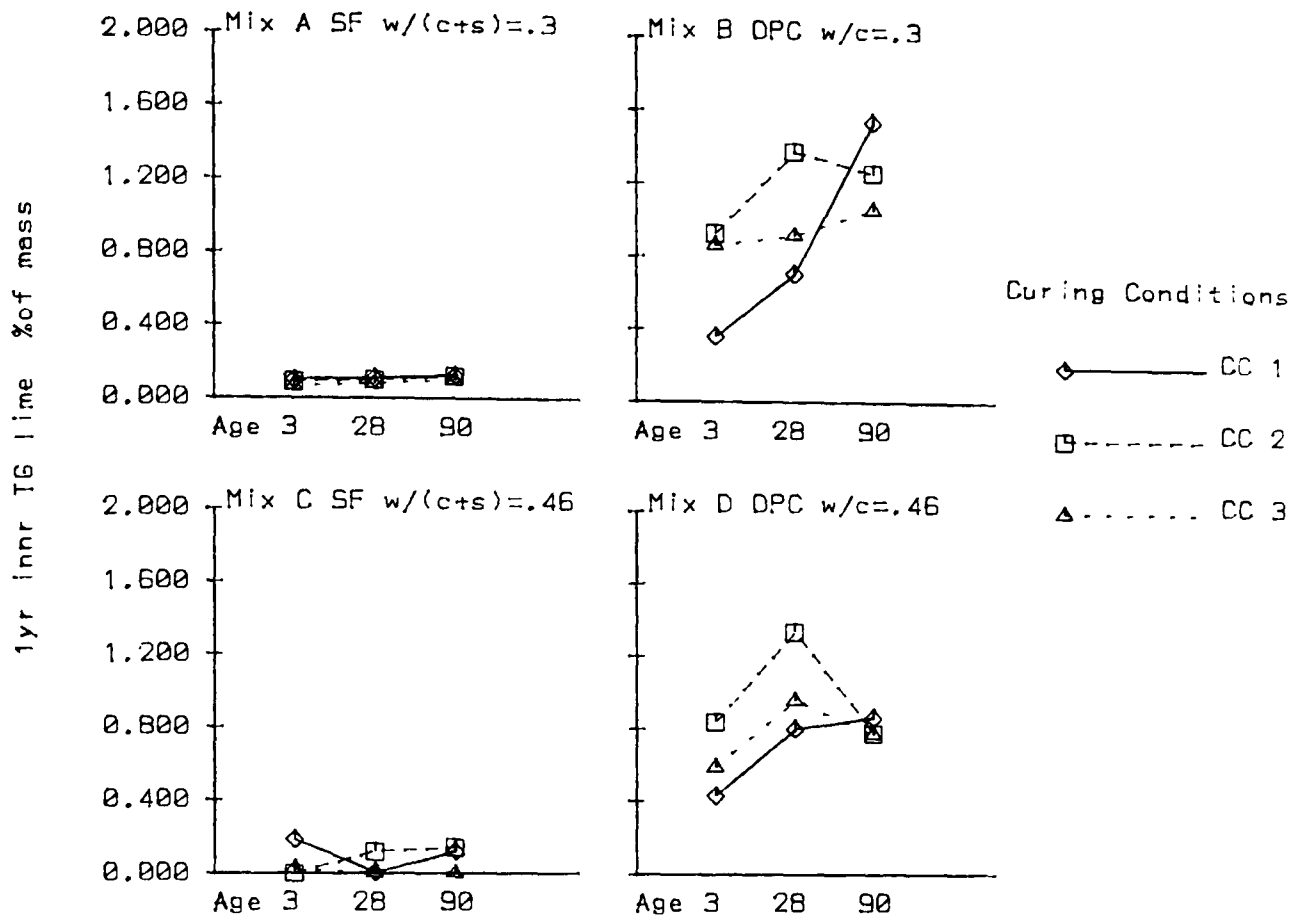 1yr innr TG lime %of mass
Mix A SF w/(c+s)=.3
2.000
1.600
1.200
0.800
0.400
0.000
Age 3 28 90
Mix B OPC w/c=.3
Age 3 28 90
Mix C SF w/(c+s)=.46
2.000
1.600
1.200
0.800
0.400
0.000
Age 3 28 90
Mix D OPC w/c=.46
Age 3 28 90
Curing Conditions
CC 1
CC 2
CC 3